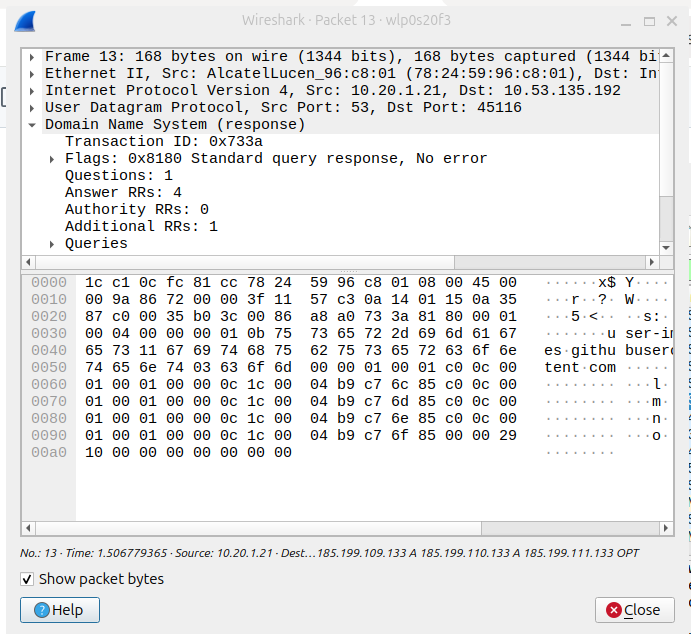 Wireshark · Packet 13 · wlp0s20f3
Frame 13: 168 bytes on wire (1344 bits), 168 bytes captured (1344 bi
Ethernet II, Src: AlcatelLucen_96:c8:01 (78:24:59:96:c8:01), Dst: In
Internet Protocol Version 4, Src: 10.20.1.21, Dst: 10.53.135.192
User Datagram Protocol, Src Port: 53, Dst Port: 45116
Domain Name System (response)
Transaction ID: 0x733a
Flags: 0x8180 Standard query response, No error
Questions: 1
Answer RRs: 4
Authority RRs: 0
Additional RRs: 1
Queries
0000 1c c1 0c fc 81 cc 78 24 59 96 c8 01 08 00 45 00 ······x$ Y·····E·
0010 00 9a 86 72 00 00 3f 11 57 c3 0a 14 01 15 0a 35 ···r··?· W······5
0020 87 c0 00 35 b0 3c 00 86 a8 a0 73 3a 81 80 00 01 ···5·<·· ··s:····
0030 00 04 00 00 00 01 0b 75 73 65 72 2d 69 6d 61 67 ·······u ser-im
0040 65 73 11 67 69 74 68 75 62 75 73 65 72 63 6f 6e es·githu buserc
0050 74 65 6e 74 03 63 6f 6d 00 00 01 00 01 c0 0c 00 tent·com ········
0060 01 00 01 00 00 0c 1c 00 04 b9 c7 6c 85 c0 0c 00 ········ ···l····
0070 01 00 01 00 00 0c 1c 00 04 b9 c7 6d 85 c0 0c 00 ········ ···m····
0080 01 00 01 00 00 0c 1c 00 04 b9 c7 6e 85 c0 0c 00 ········ ···n····
0090 01 00 01 00 00 0c 1c 00 04 b9 c7 6f 85 00 00 29 ········ ···o····
00a0 10 00 00 00 00 00 00 00 ········
No.: 13 · Time: 1.506779365 · Source: 10.20.1.21 · Dest…185.199.109.133 A 185.199.110.133 A 185.199.111.133 OPT
Show packet bytes
Help
Close